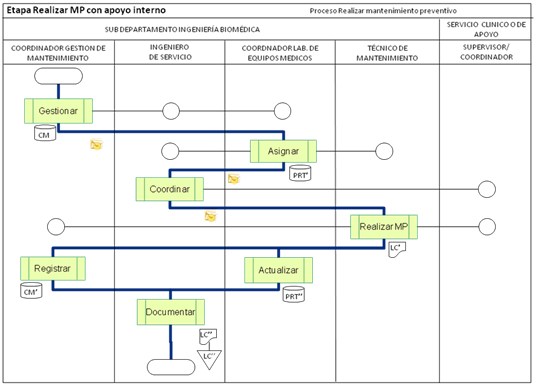 Etapa Realizar MP con apoyo interno
Proceso Realizar mantenimiento preventivo
SUB DEPARTAMENTO INGENIERÍA BIOMÉDICA
SERVICIO CLINICO O DE
APOYO
COORDINADOR GESTION DE
MANTENIMIENTO
INGENIERO
DE SERVICIO
COORDINADOR LAB. DE
EQUIPOS MEDICOS
TÉCNICO DE
MANTENIMIENTO
SUPERVISOR/
COORDINADOR
Gestionar
CM
Asignar
PRT'
Coordinar
Realizar MP
LC'
Registrar
CM'
Actualizar
PRT''
Documentar
LC''
LC''